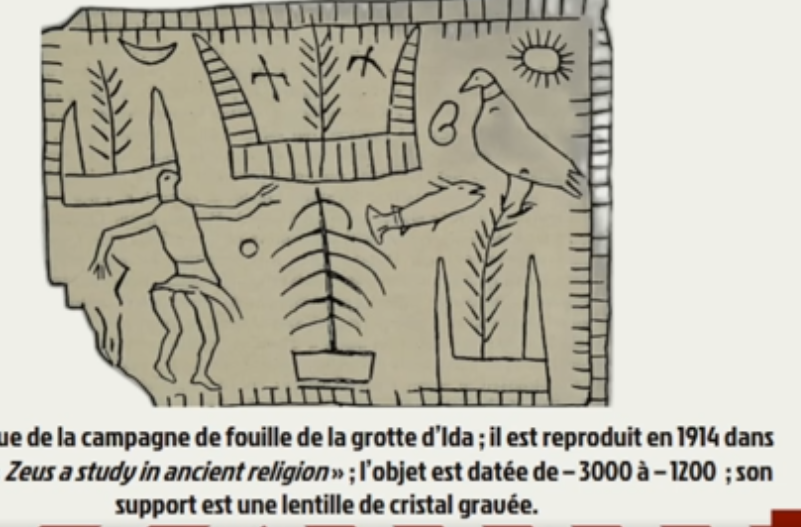 ue de la campagne de fouille de la grotte d'Ida ; il est reproduit en 1914 dans
Zeus a study in ancient religion » ; l'objet est datée de – 3000 à – 1200 ; son
support est une lentille de cristal gravée.